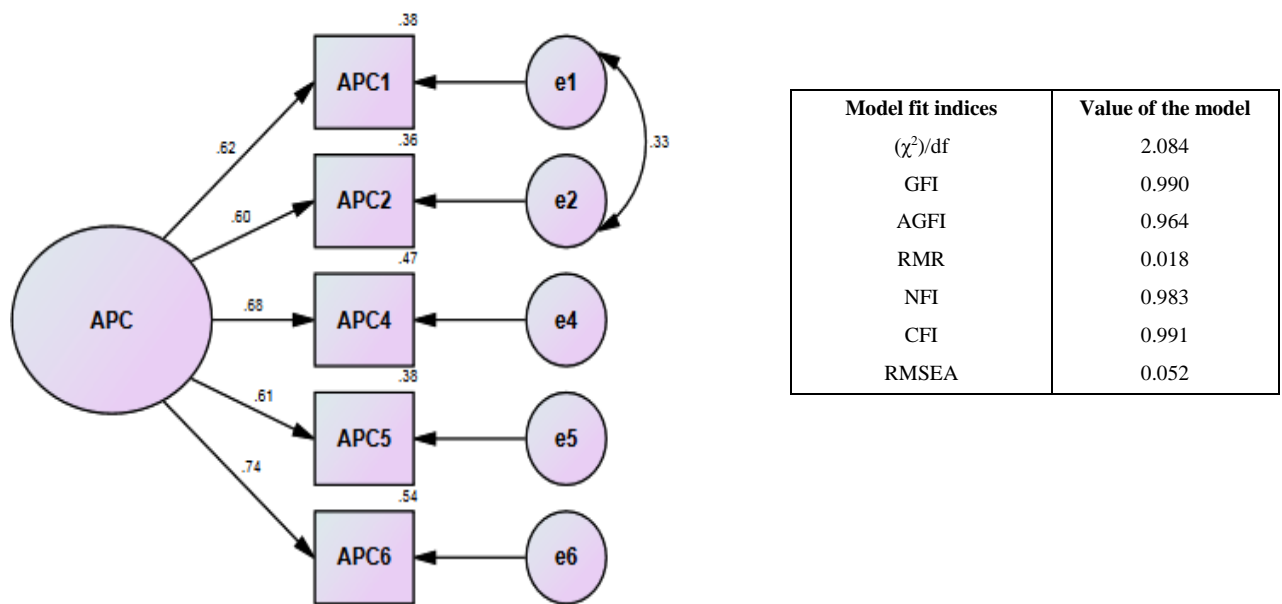 .38
APC1
e1
.62
.33
.36
APC2
e2
.60
.47
APC4
e4
.68
APC
.38
APC5
e5
.61
.54
APC6
e6
.74
Model fit indices Value of the model
(χ²)/df 2.084
GFI 0.990
AGFI 0.964
RMR 0.018
NFI 0.983
CFI 0.991
RMSEA 0.052